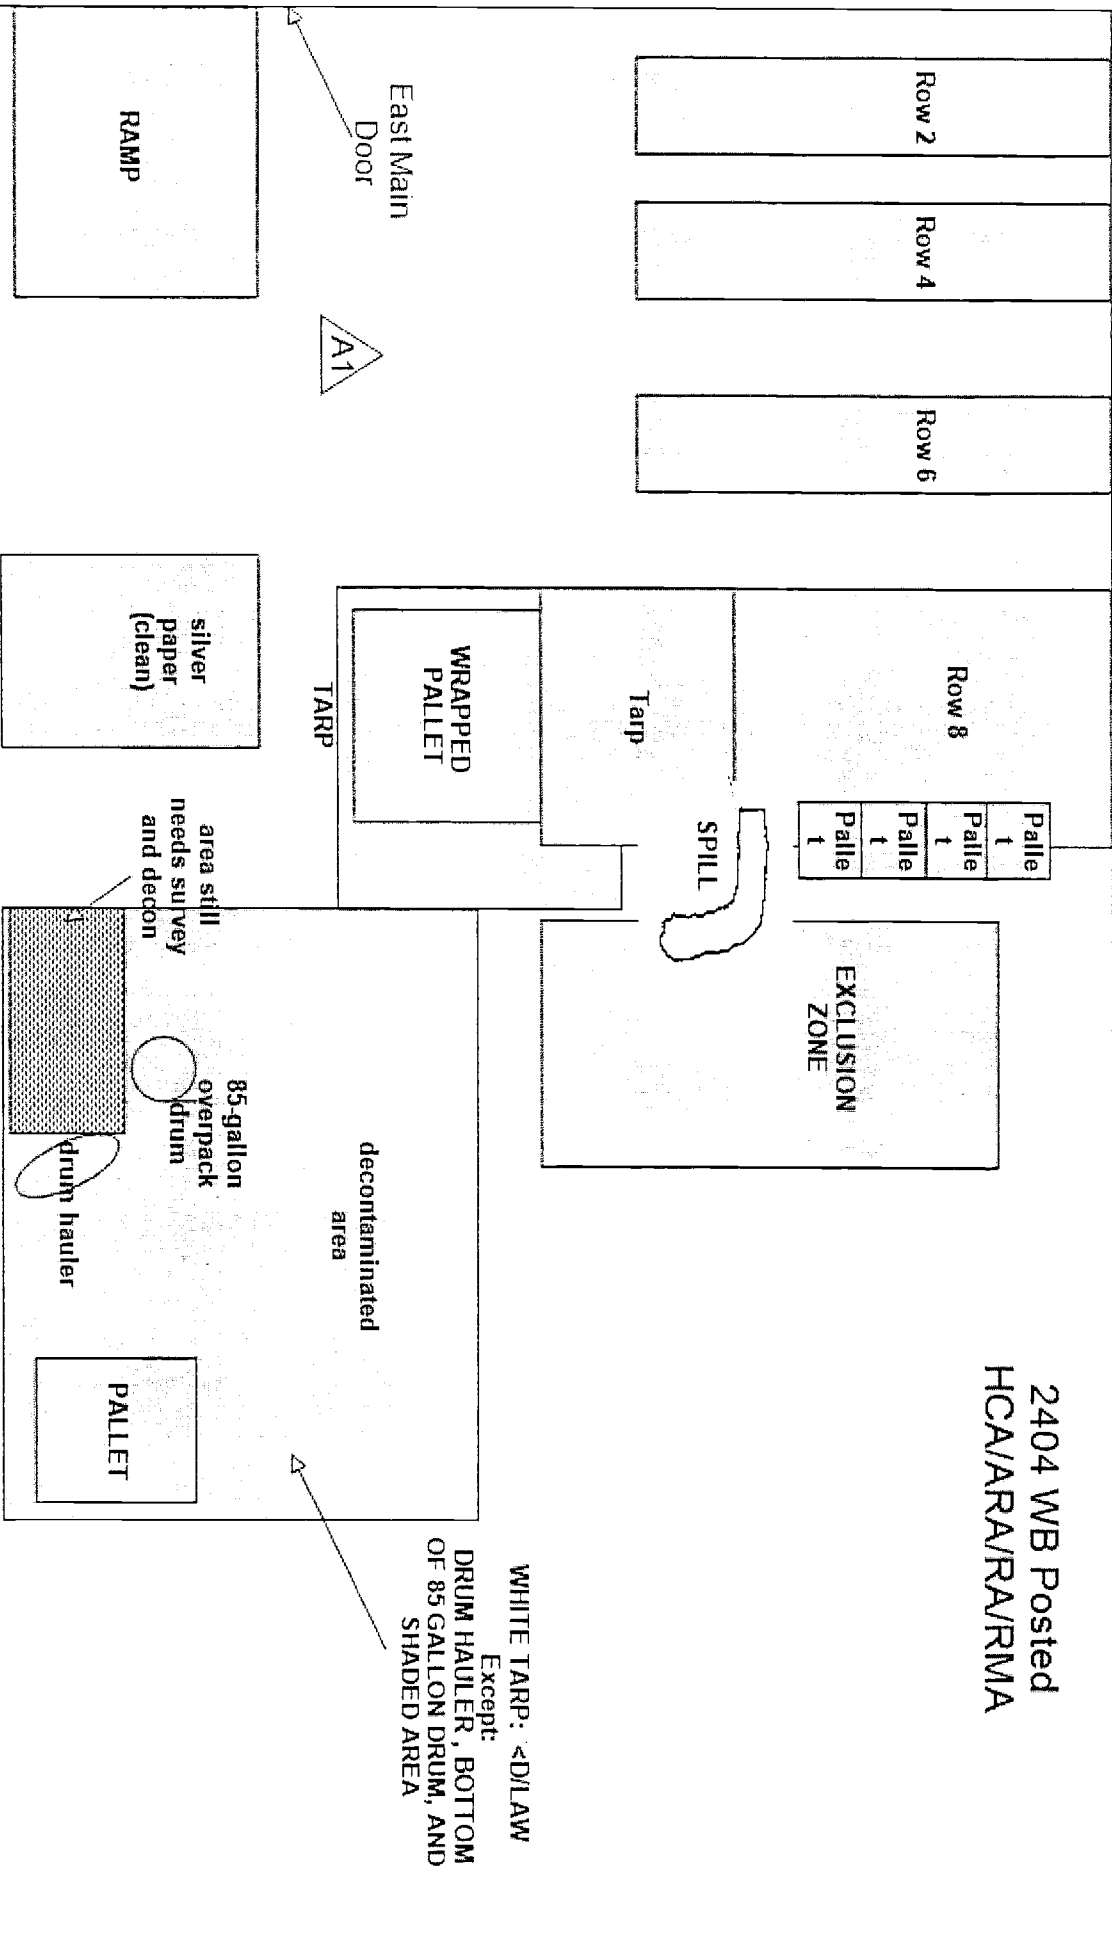 2404 WB Posted
HCA/ARA/RA/RMA
Row 2
Row 4
Row 6
Row 8
Palle
t
Palle
t
Palle
t
Palle
t
EXCLUSION
ZONE
SPILL
Tarp
WRAPPED
PALLET
TARP
East Main
Door
A1
RAMP
silver
paper
(clean)
area still
needs survey
and decon
85-gallon
overpack
drum
drum hauler
decontaminated
area
PALLET
WHITE TARP: <D/LAW
Except:
DRUM HAULER, BOTTOM
OF 85 GALLON DRUM, AND
SHADED AREA